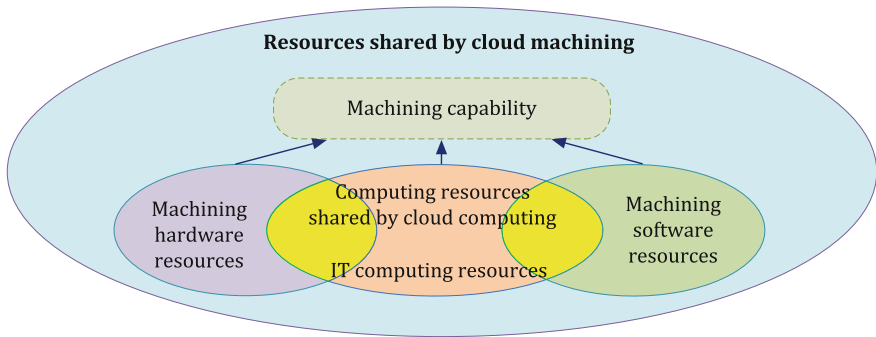 Resources shared by cloud machining
Machining capability
Machining
hardware
resources
Computing resources
shared by cloud computing
IT computing resources
Machining
software
resources